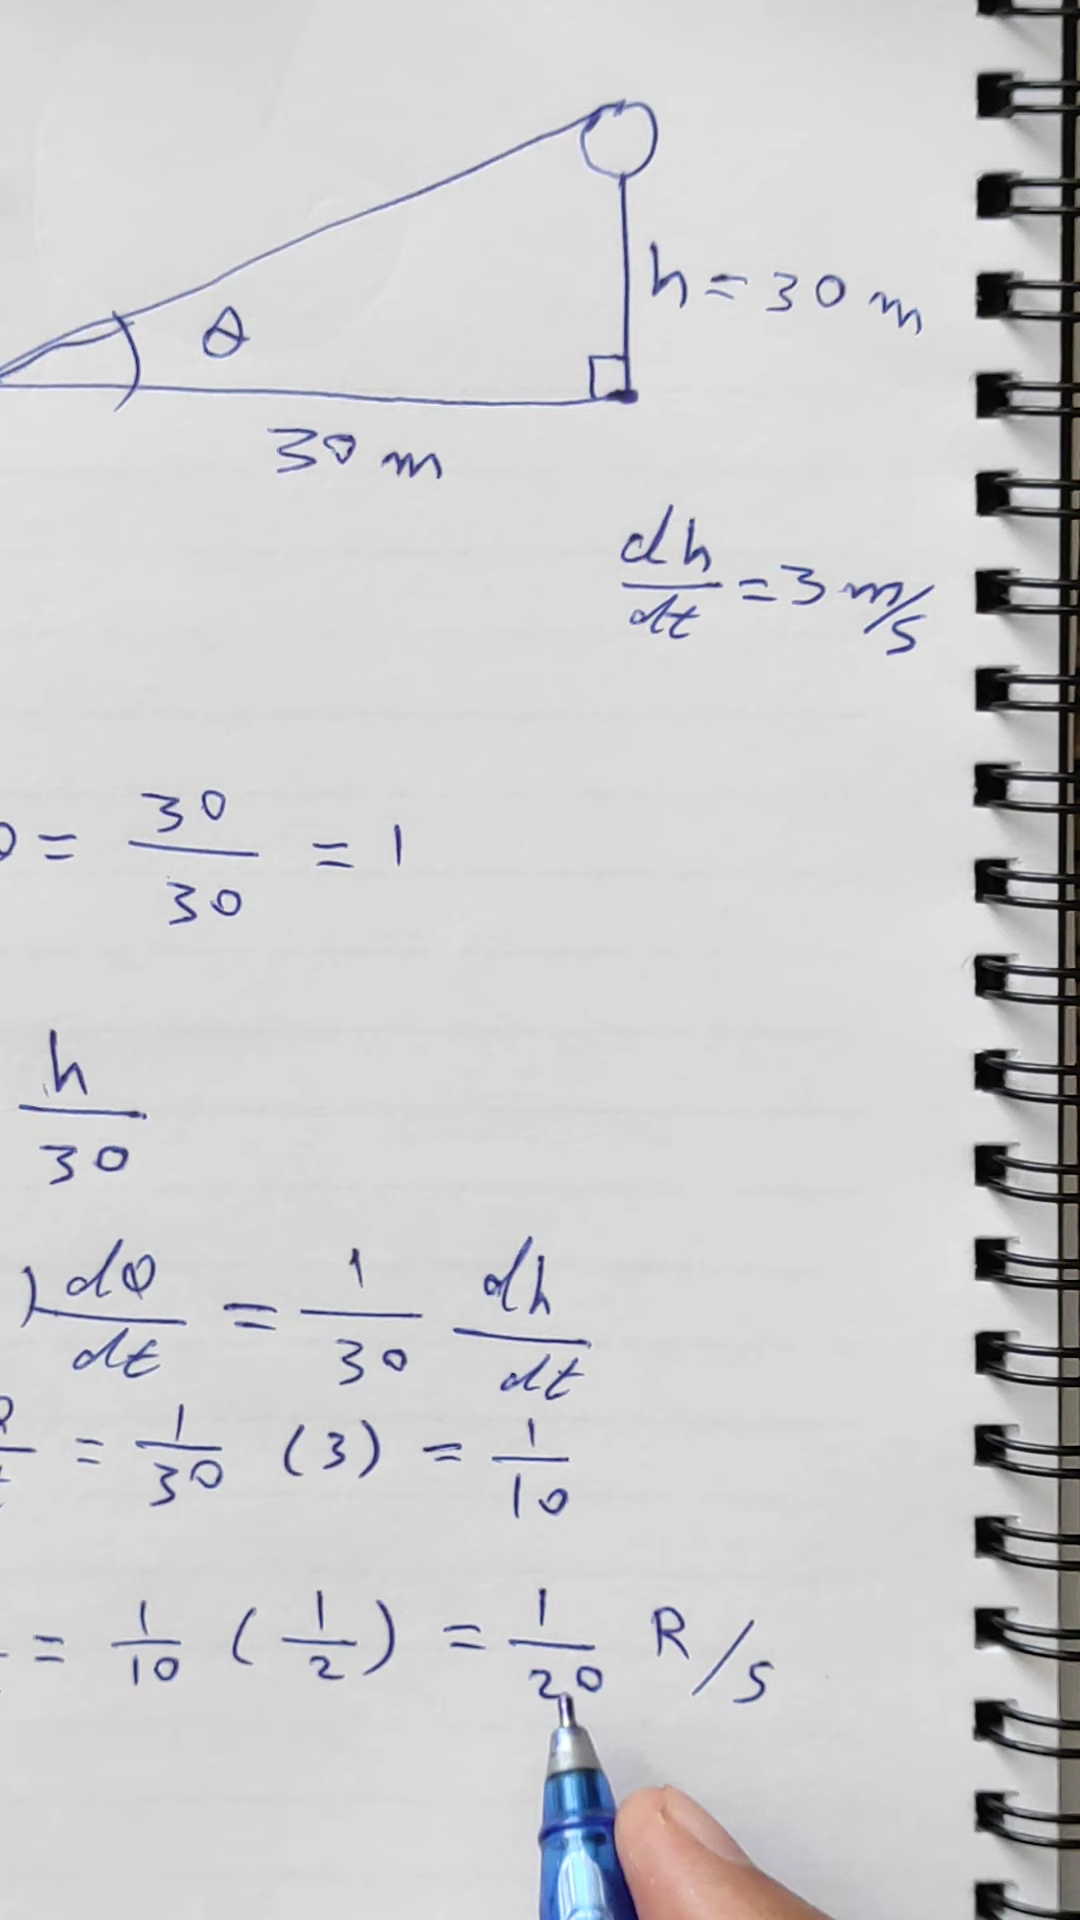 θ
h = 30 m
30 m
dh/dt = 3 m/s
= 30/30 = 1
h/30
) dθ/dt = 1/30 dh/dt
= 1/30 (3) = 1/10
= 1/10 (1/2) = 1/20 R/s